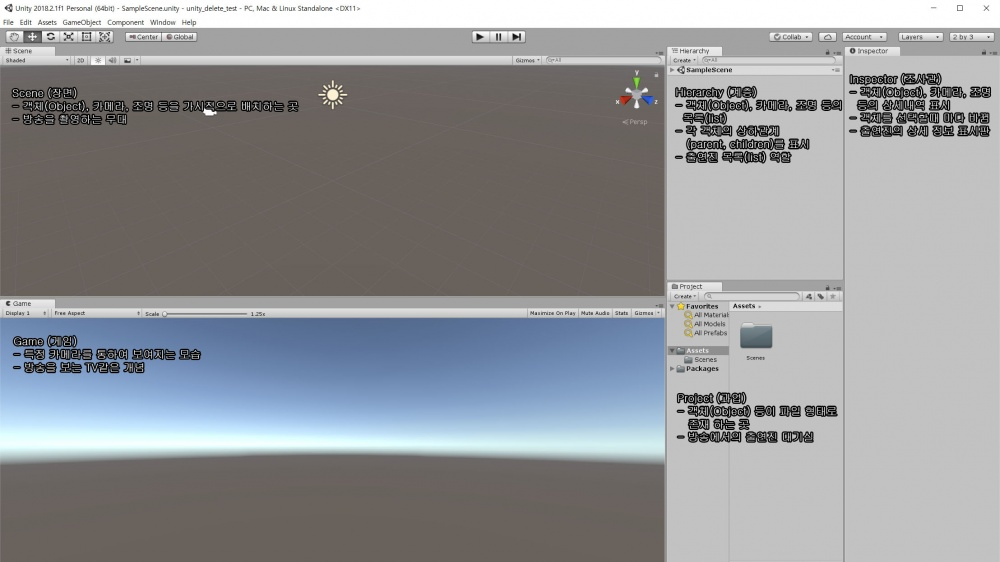 Unity 2018.2.1f1 Personal (64bit) - SampleScene.unity - unity_delete_test - PC, Mac & Linux Standalone <DX11>
File Edit Assets GameObject Component Window Help
Center Global Collab Account Layers 2 by 3
Scene
Shaded 2D Gizmos All
Scene (장면)
- 객체(Object), 카메라, 조명 등을 가시적으로 배치하는 곳
- 방송을 촬영하는 무대
y
x z
Persp
Game
Display 1 Free Aspect Scale 1.25x Maximize On Play Mute Audio Stats Gizmos
Game (게임)
- 특정 카메라를 통하여 보여지는 모습
- 방송을 보는 TV같은 개념
Hierarchy
Create All
SampleScene
Hierarchy (계층)
- 객체(Object), 카메라, 조명 등의
목록(list)
- 각 객체의 상하관계
(parent, children)를 표시
- 출연진 목록(list) 역할
Project
Create
Favorites
All Material
All Models
All Prefabs
Assets
Scenes
Packages
Assets
Scenes
Project (과업)
- 객체(Object) 등이 파일 형태로
존재 하는 곳
- 방송에서의 출연진 대기실
Inspector
Inspector (조사관)
- 객체(Object), 카메라, 조명
등의 상세내역 표시
- 객체를 선택할때 마다 바뀜
- 출연진의 상세 정보 표시판